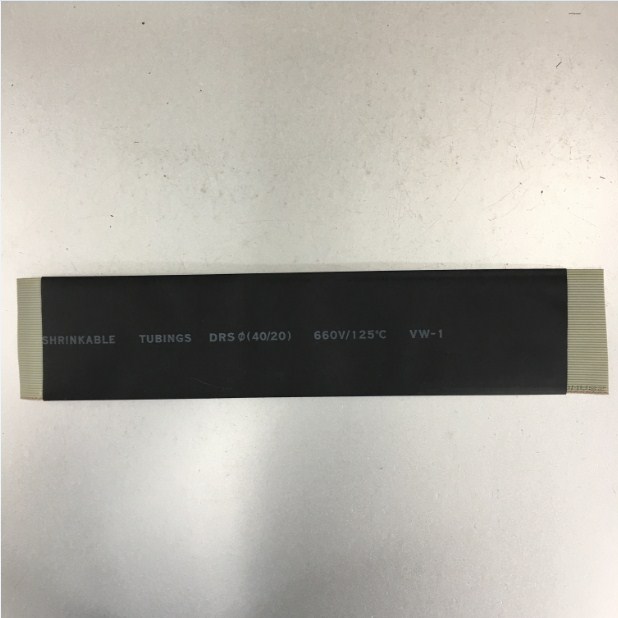 SHRINKABLE TUBINGS DRS Φ(40/20) 660V/125℃ VW-1